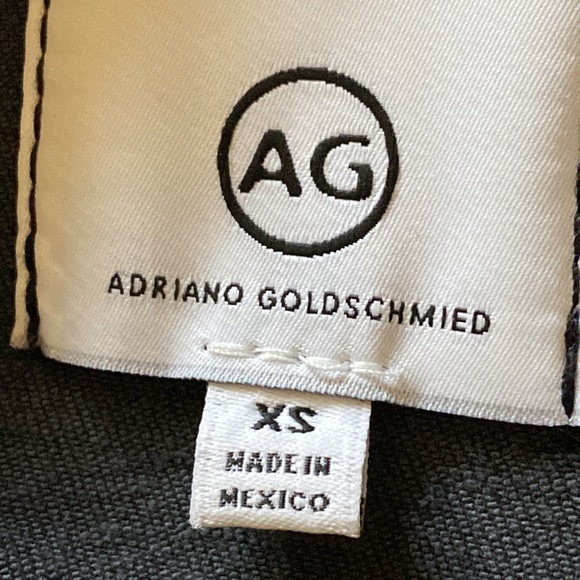 AG
ADRIANO GOLDSCHMIED
XS
MADE IN
MEXICO